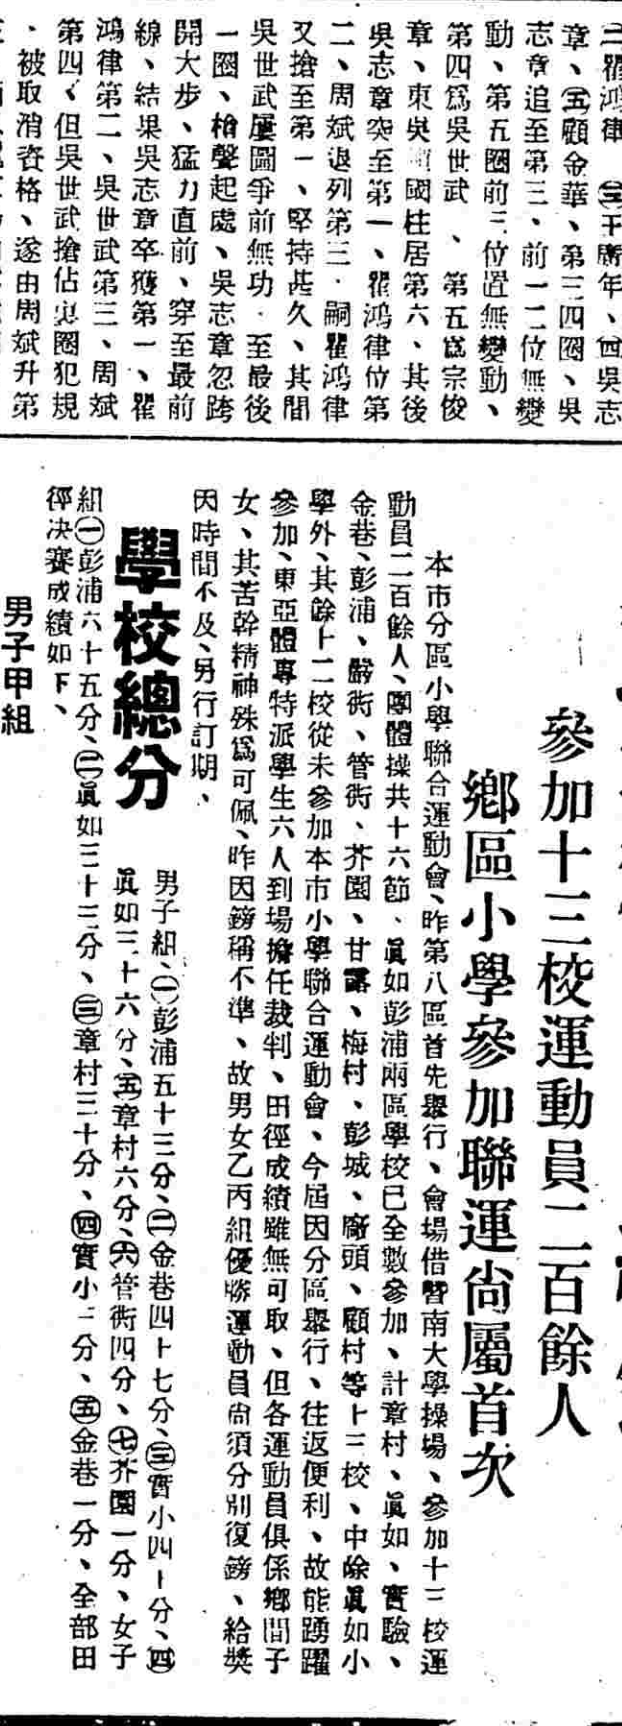 二瞿鴻律　㊂王廣年、㊃吳志
章、㊄顧金華、第三四圈、吳
志章追至第三、前一二位無變
動、第五圈前三位置無變動、
第四爲吳世武、第五爲宗俊
章、東吳國柱居第六、其後
吳志章突至第一、瞿鴻律位第
二、周斌退列第三．嗣瞿鴻律
又搶至第一、堅持甚久、其間
吳世武屢圖爭前無功．至最後
一圈、槍聲起處、吳志章忽跨
開大步、猛力直前、穿至最前
線、結果吳志章卒獲第一、瞿
鴻律第二、吳世武第三、周斌
第四、但吳世武搶佔裏圈犯規
、被取消資格、遂由周斌升第
參加十三校運動員二百餘人
鄉區小學參加聯運尙屬首次
本市分區小學聯合運動會、昨第八區首先舉行、會場借曁南大學操場、參加十三校運
動員二百餘人、團體操共十六節．眞如彭浦兩區學校已全數參加、計章村、眞如、實驗、
金巷、彭浦、嚴衖、管衖、芥園、甘露、梅村、彭城、廠頭、顧村等十三校、中除眞如小
學外、其餘十二校從未參加本市小學聯合運動會、今屆因分區舉行、往返便利、故能踴躍
參加、東亞體專特派學生六人到場擔任裁判、田徑成績雖無可取、但各運動員俱係鄉間子
女、其苦幹精神殊爲可佩、昨因鎊稱不準、故男女乙丙組優勝運動員尙須分別復鎊、給獎
因時間不及、另行訂期、
學校總分
男子組、㊀彭浦五十三分、㊁金巷四十七分、㊂實小四十分、㊃
眞如三十六分、㊄章村六分、㊅管衖四分、㊆芥園一分、女子
組㊀彭浦六十五分、㊁眞如三十三分、㊂章村三十分、㊃實小二分、㊄金巷一分、全部田
徑决賽成績如下、
男子甲組